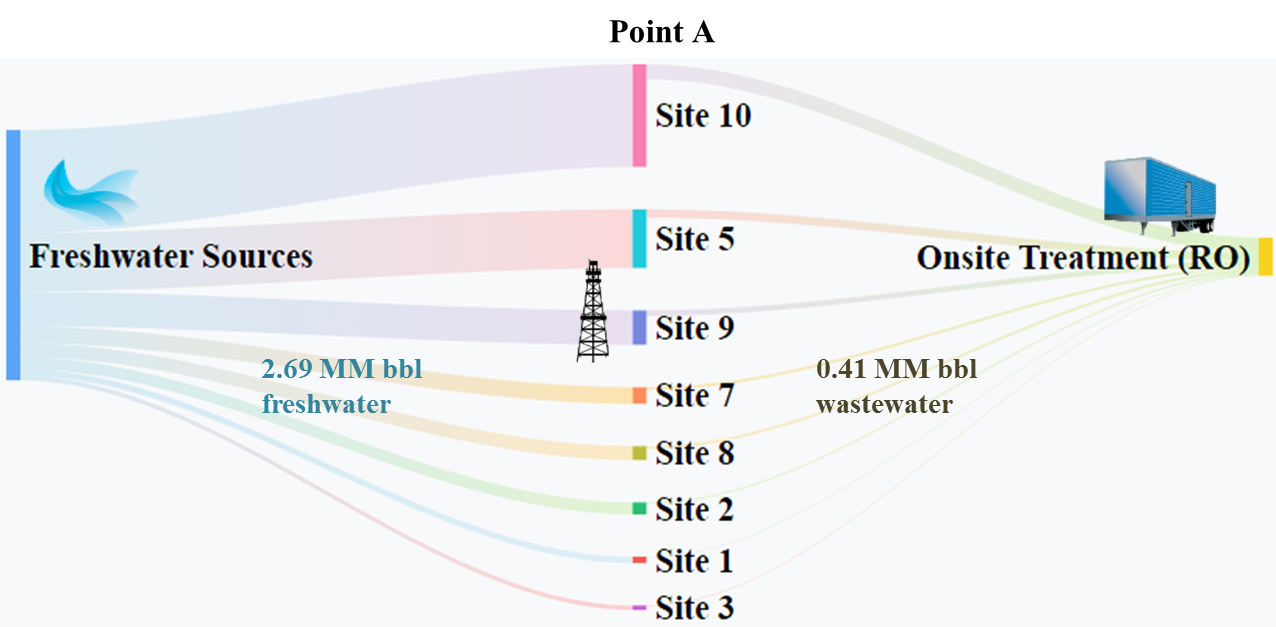 Point A
Site 10
Site 5
Freshwater Sources
Onsite Treatment (RO)
Site 9
2.69 MM bbl
freshwater
0.41 MM bbl
wastewater
Site 7
Site 8
Site 2
Site 1
Site 3